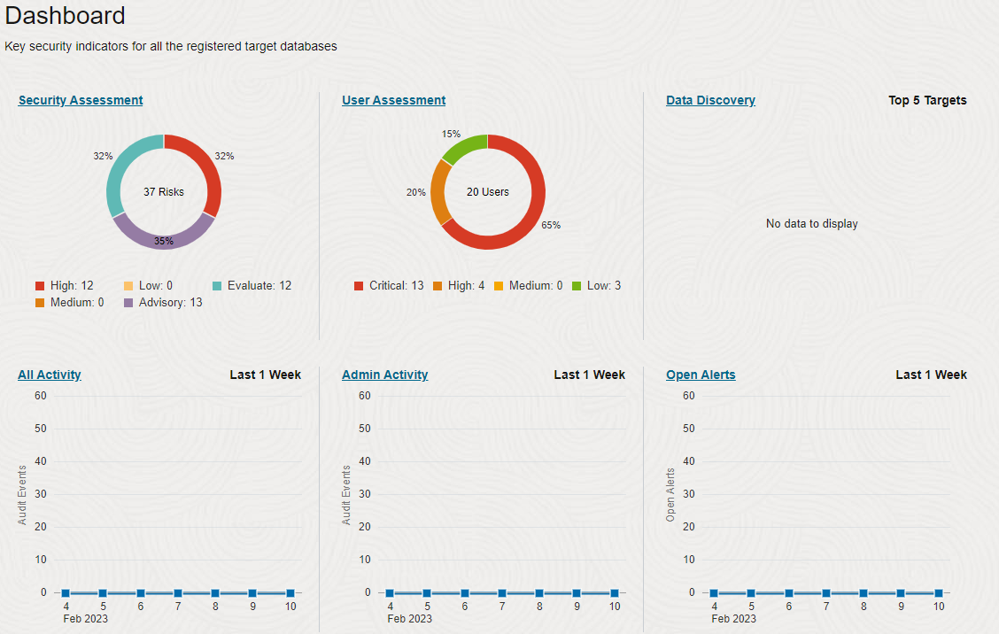 Dashboard
Key security indicators for all the registered target databases
Security Assessment
32%
32%
37 Risks
35%
High: 12
Low: 0
Evaluate: 12
Medium: 0
Advisory: 13
User Assessment
15%
20%
20 Users
65%
Critical: 13
High: 4
Medium: 0
Low: 3
Data Discovery
Top 5 Targets
No data to display
All Activity
Last 1 Week
Audit Events
60
50
40
30
20
10
0
4 5 6 7 8 9 10
Feb 2023
Admin Activity
Last 1 Week
Audit Events
60
50
40
30
20
10
0
4 5 6 7 8 9 10
Feb 2023
Open Alerts
Last 1 Week
Open Alerts
60
50
40
30
20
10
0
4 5 6 7 8 9 10
Feb 2023